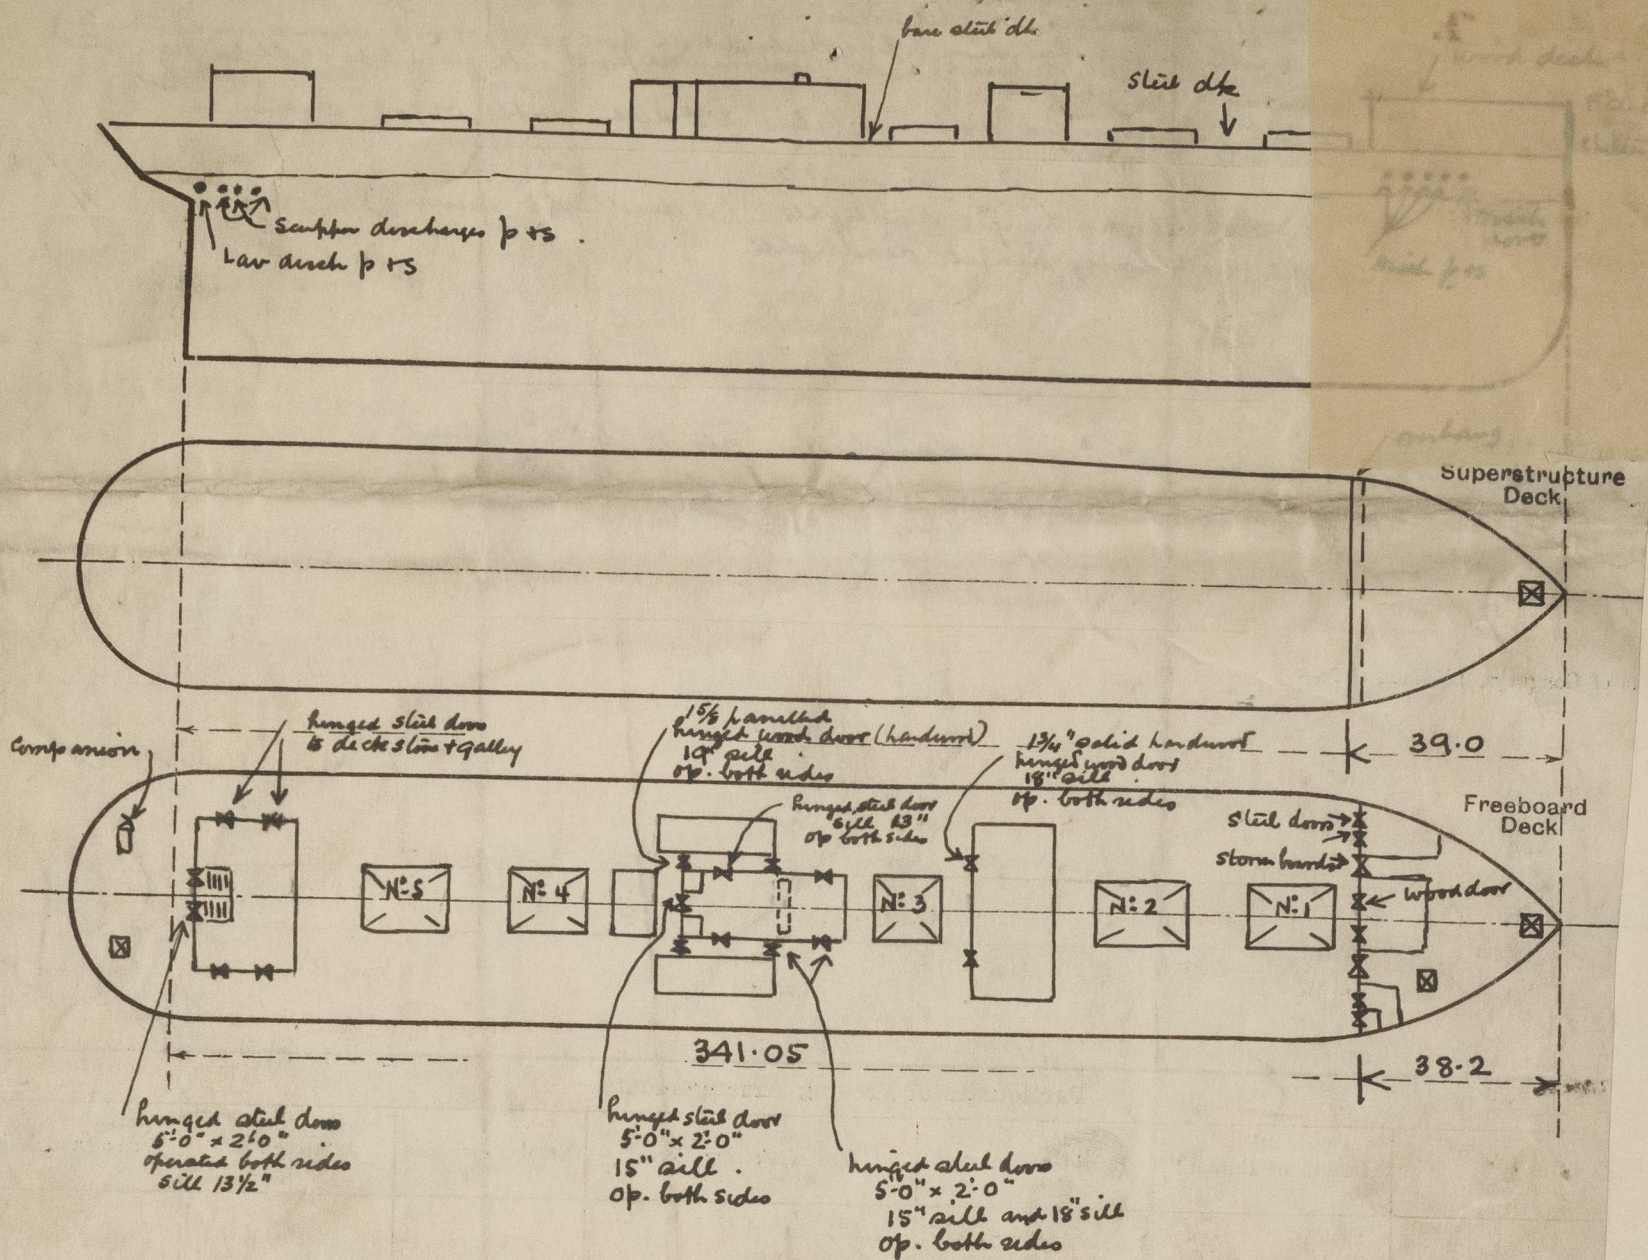 bare steel dk
steel dk
wood deck
Scupper discharges p +s .
Lav disch p +s
disch p +s
overhang
Superstructure
Deck
Companion
hinged steel doors
to deck store + galley
1 5/8 panelled
hinged wood door (hardwood)
19" sill
op. both sides
1 3/4" solid hardwood
hinged wood door
18" sill
op. both sides
39.0
hinged steel door
sill 13"
op both sides
Freeboard
Deck
steel doors
storm boards
wood door
Nº 5
Nº 4
Nº 3
Nº 2
Nº 1
341.05
38.2
hinged steel doors
5'-0" x 2'-0"
operated both sides
sill 13 1/2"
hinged steel door
5'-0" x 2'-0"
15" sill .
op. both sides
hinged steel doors
5'-0" x 2'-0"
15" sill and 18" sill
op. both sides